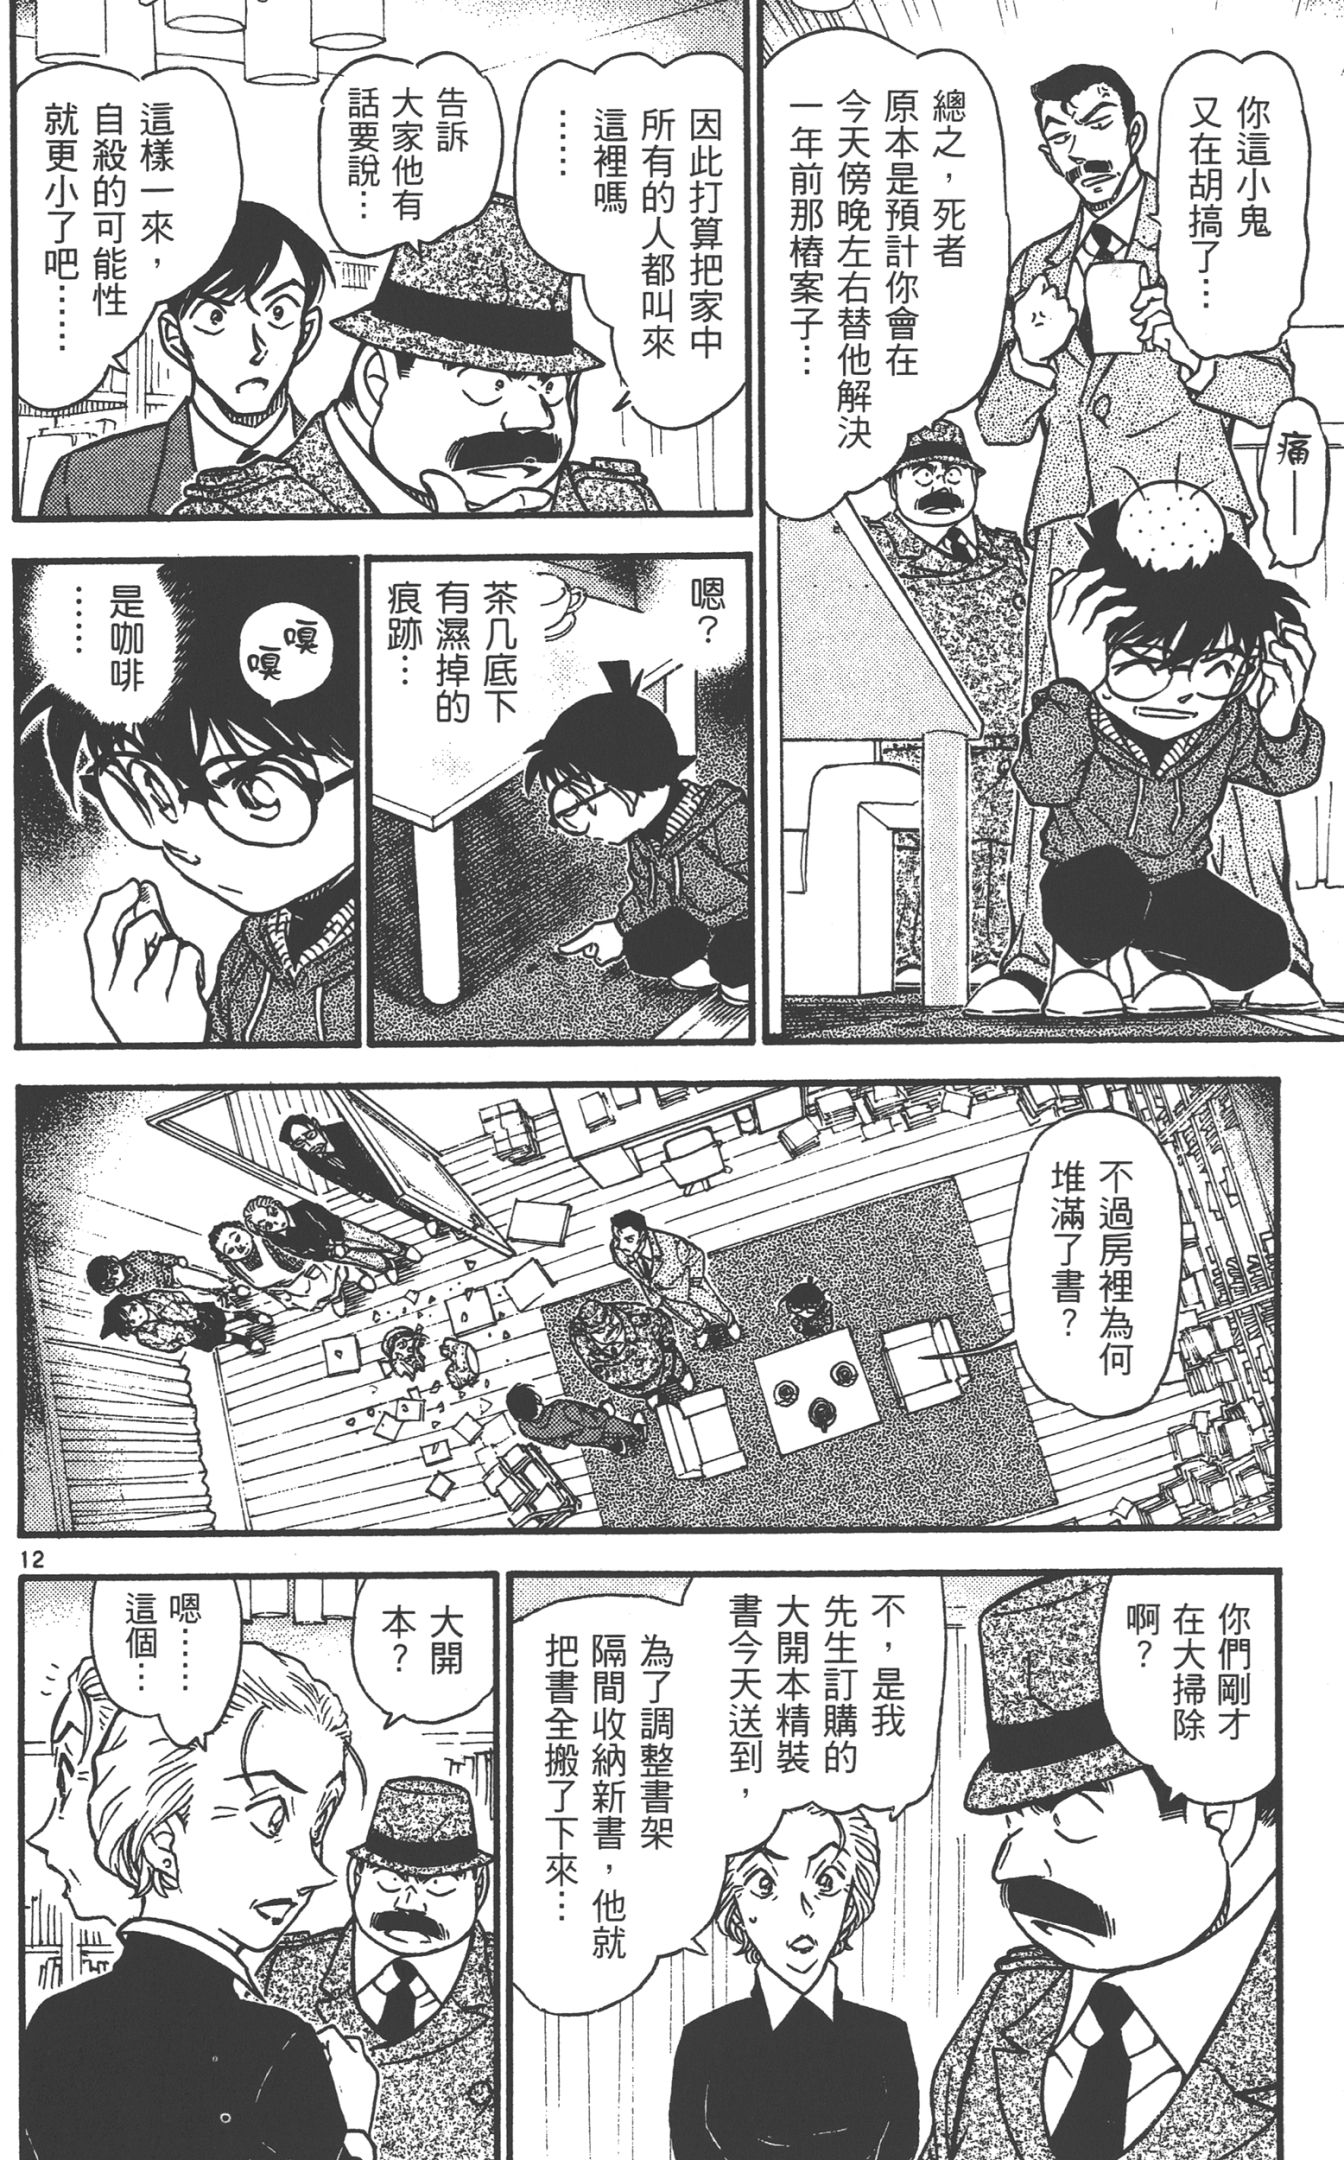 你這小鬼
又在胡搞了…
痛—
總之，死者
原本是預計你會在
今天傍晚左右替他解決
一年前那樁案子…
因此打算把家中
所有的人都叫來
這裡嗎
……
告訴
大家他有
話要說…
這樣一來，
自殺的可能性
就更小了吧……
嗯？
茶几底下
有濕掉的
痕跡…
嗅
嗅
是咖啡
……
不過房裡為何
堆滿了書？
12
你們剛才
在大掃除
啊？
不，是我
先生訂購的
大開本精裝
書今天送到，
為了調整書架
隔間收納新書，他就
把書全搬了下來…
大開
本？
嗯……
這個…